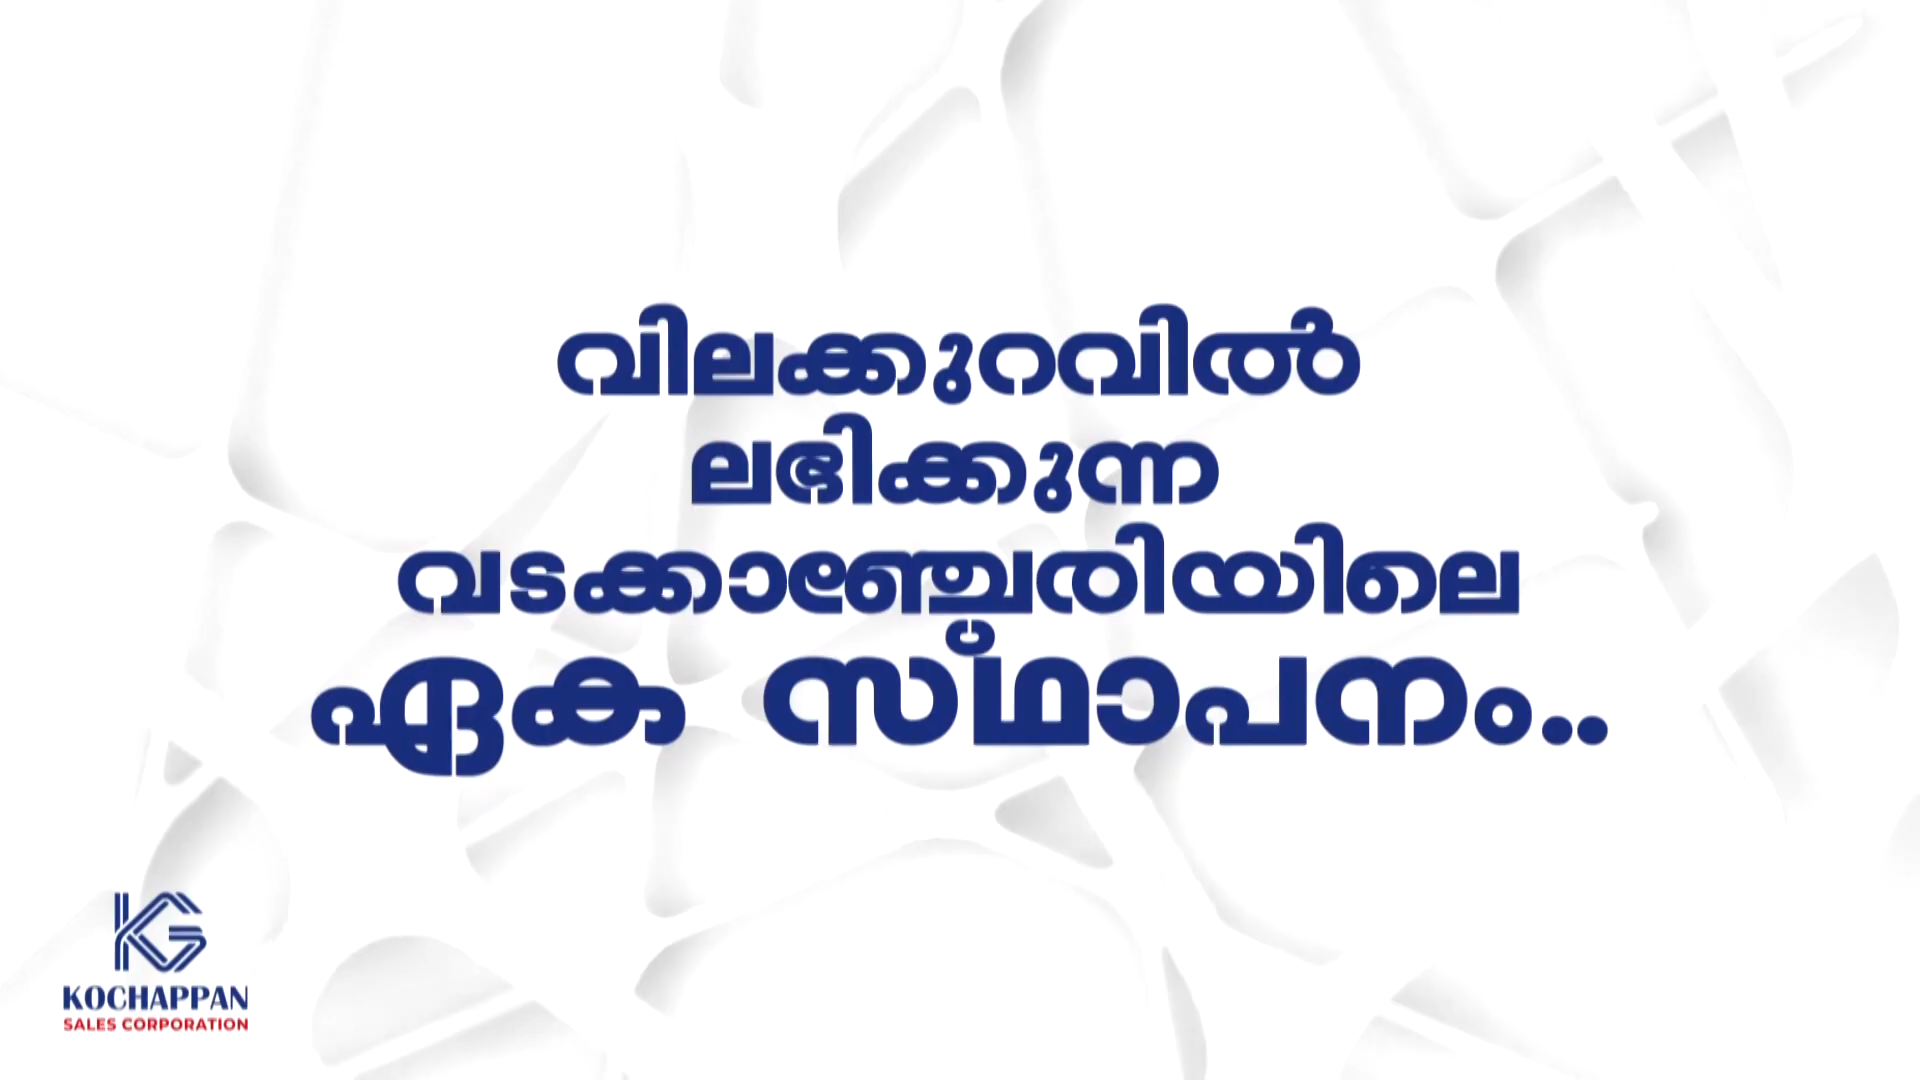 വിലക്കുറവിൽ
ലഭിക്കുന്ന
വടക്കാഞ്ചേരിയിലെ
ഏക സ്ഥാപനം..
KOCHAPPAN
SALES CORPORATION